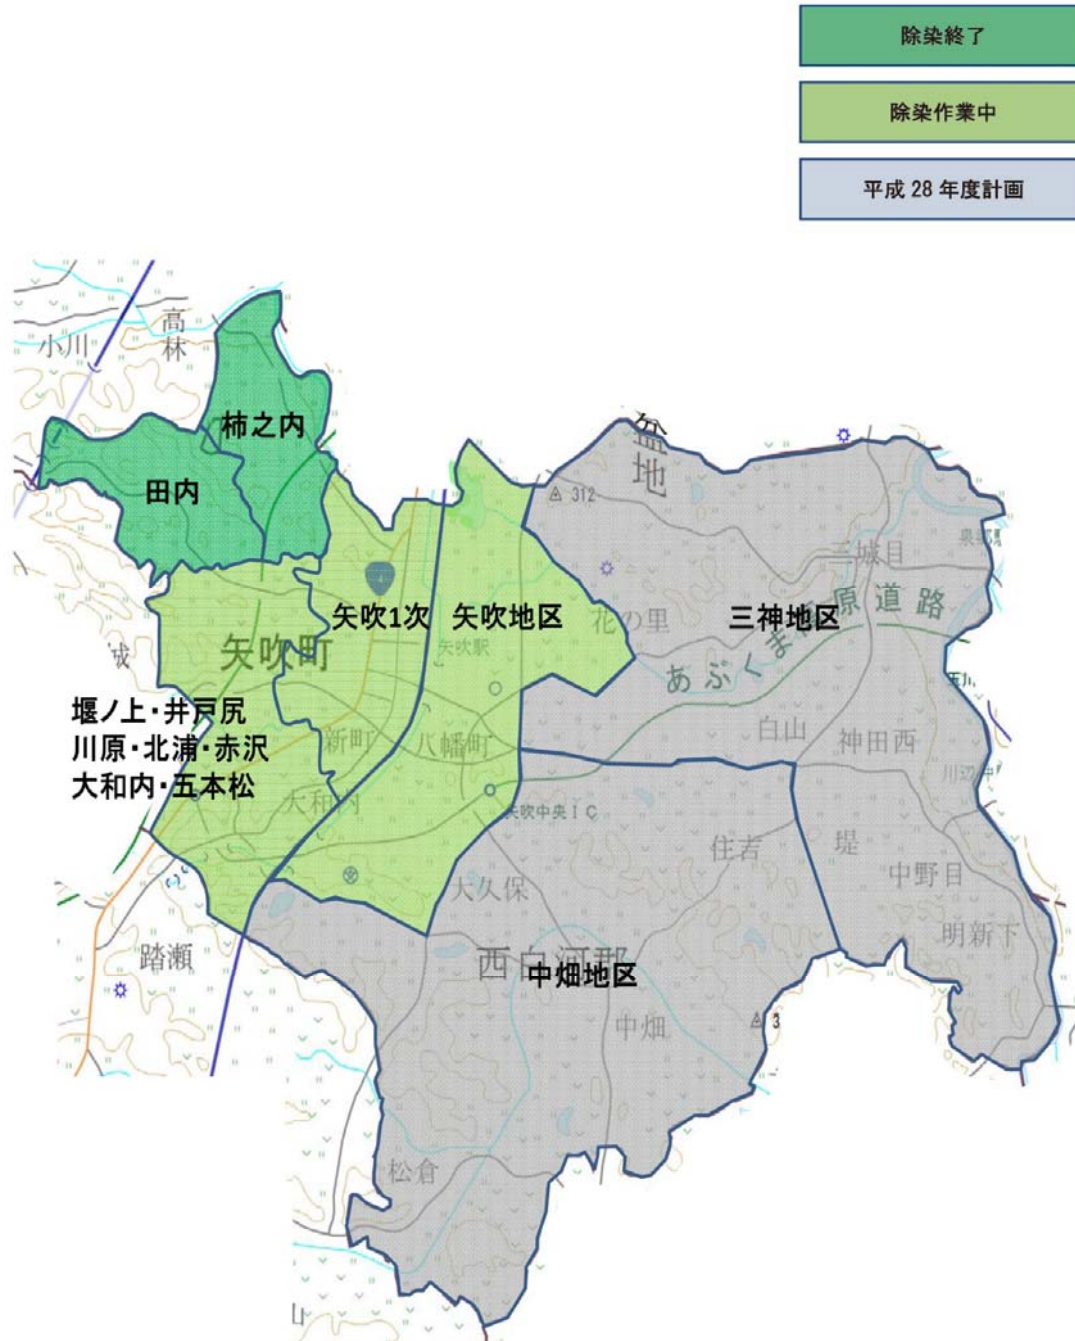 除染終了
除染作業中
平成 28 年度計画
高林
小川
柿之内
田内
盆地
312
三城目
矢吹1次
矢吹地区
花の里
三神地区
原道路
あぶくま
矢吹町
矢吹駅
城
堰ノ上・井戸尻
川原・北浦・赤沢
大和内・五本松
新町
八幡町
白山
神田西
大和内
矢吹中央IC
住吉
堤
中野目
大久保
明新下
踏瀬
西白河郡
中畑地区
中畑
3
松倉
山